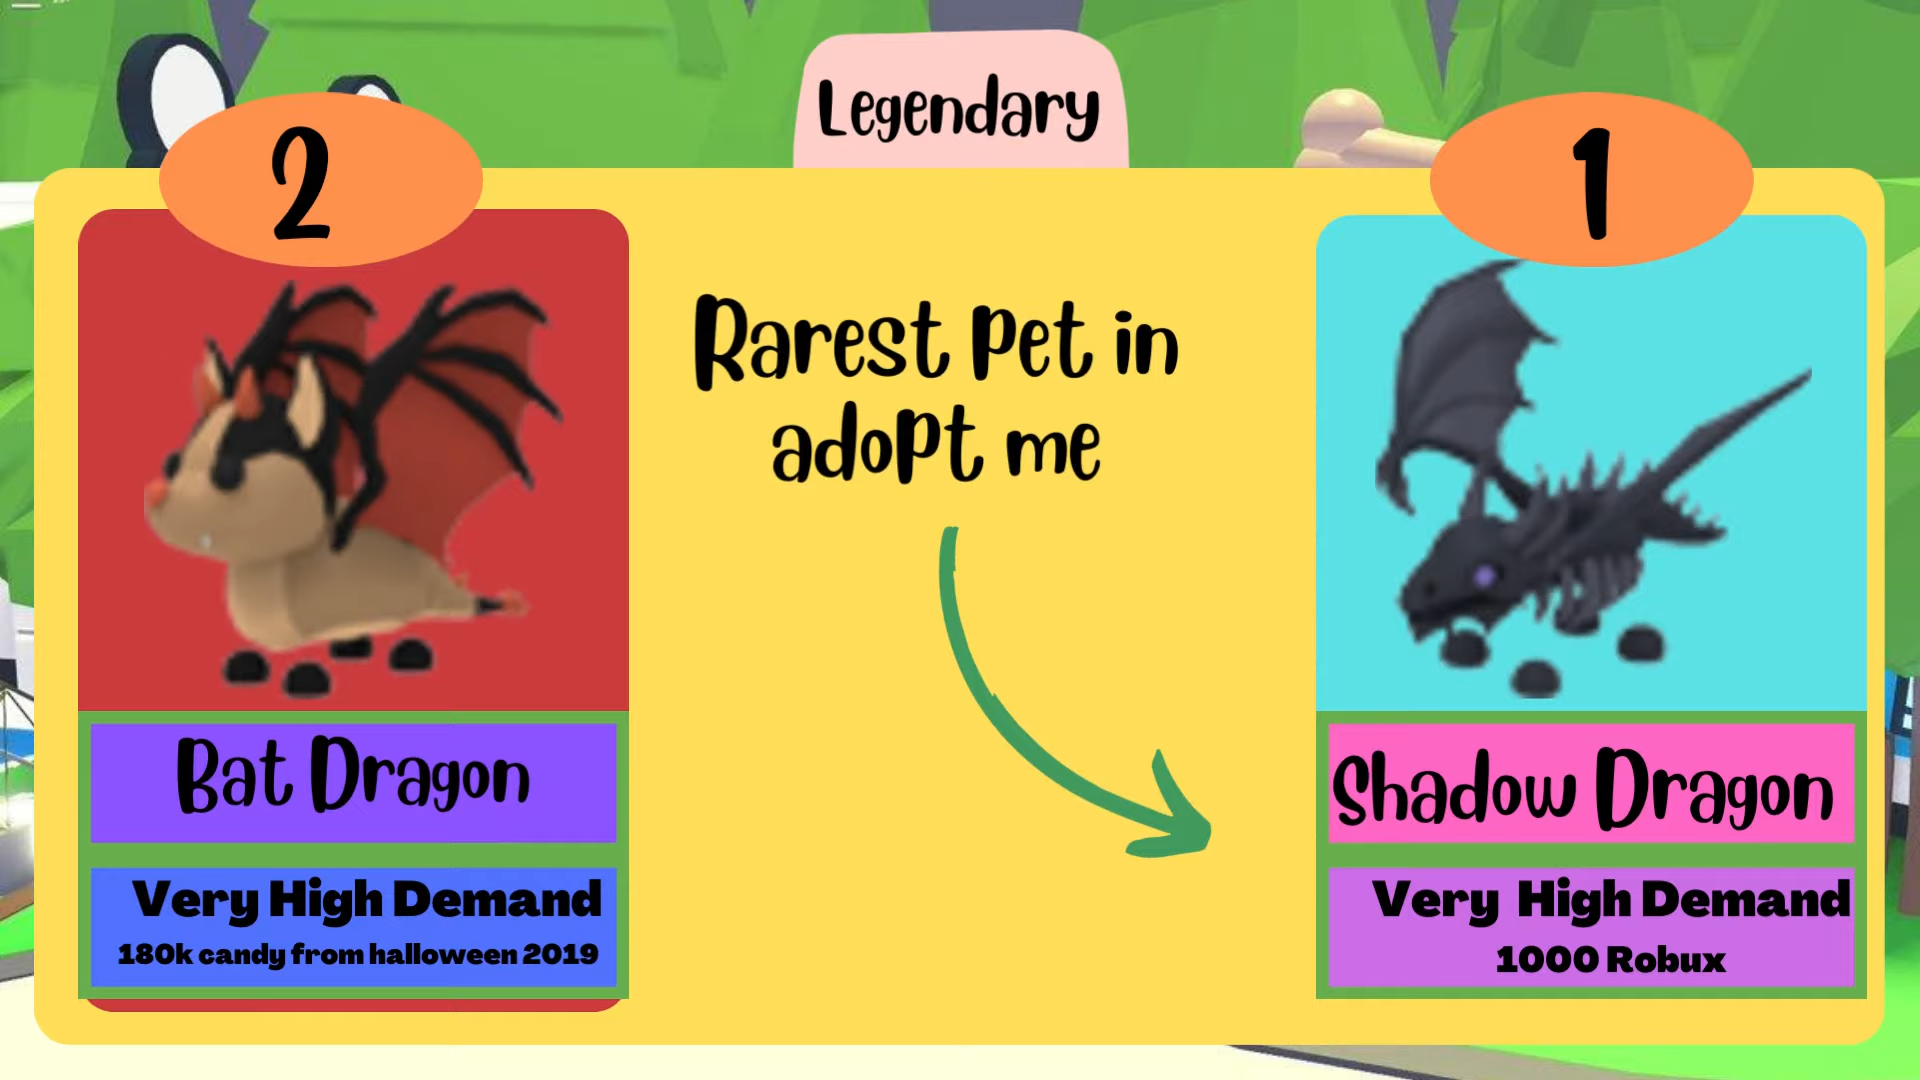 Legendary
2
1
Rarest Pet in
adopt me
Bat Dragon
Very High Demand
180k candy from halloween 2019
Shadow Dragon
Very High Demand
1000 Robux